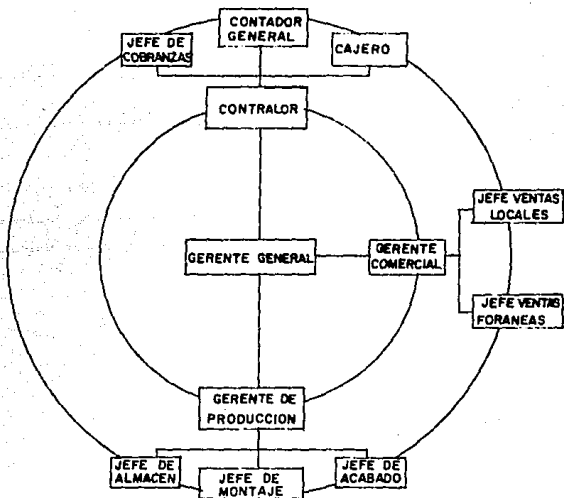 CONTADOR
GENERAL
JEFE DE
COBRANZAS
CAJERO
CONTRALOR
JEFE VENTAS
LOCALES
GERENTE GENERAL
GERENTE
COMERCIAL
JEFE VENTAS
FORANEAS
GERENTE DE
PRODUCCION
JEFE DE
ALMACEN
JEFE DE
MONTAJE
JEFE DE
ACABADO